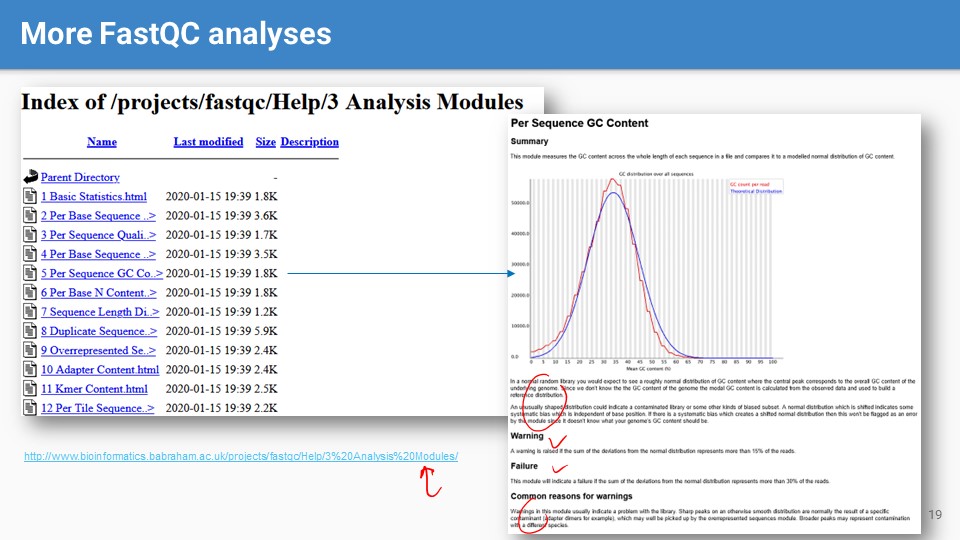 More FastQC analyses
Index of /projects/fastqc/Help/3 Analysis Modules
Name Last modified Size Description
Parent Directory -
1 Basic Statistics.html 2020-01-15 19:39 1.8K
2 Per Base Sequence ..> 2020-01-15 19:39 3.6K
3 Per Sequence Quali..> 2020-01-15 19:39 1.7K
4 Per Base Sequence ..> 2020-01-15 19:39 3.5K
5 Per Sequence GC Co..> 2020-01-15 19:39 1.8K
6 Per Base N Content..> 2020-01-15 19:39 1.8K
7 Sequence Length Di..> 2020-01-15 19:39 1.2K
8 Duplicate Sequence..> 2020-01-15 19:39 5.9K
9 Overrepresented Se..> 2020-01-15 19:39 2.4K
10 Adapter Content.html 2020-01-15 19:39 2.4K
11 Kmer Content.html 2020-01-15 19:39 2.5K
12 Per Tile Sequence..> 2020-01-15 19:39 2.2K
http://www.bioinformatics.babraham.ac.uk/projects/fastqc/Help/3%20Analysis%20Modules/
Per Sequence GC Content
Summary
This module measures the GC content across the whole length of each sequence in a file and compares it to a modelled normal distribution of GC content
GC distribution over all sequences
GC count per read
Theoretical Distribution
50000.0
40000.0
30000.0
20000.0
10000.0
0.0
0 5 10 15 20 25 30 35 40 45 50 55 60 65 70 75 80 85 90 95 100
Mean GC content (%)
In a normal random library you would expect to see a roughly normal distribution of GC content where the central peak corresponds to the overall GC content of the
underlying genome. Since we don't know the the GC content of the genome the modal GC content is calculated from the observed data and used to build a
reference distribution.
An unusually shaped distribution could indicate a contaminated library or some other kinds of biased subset. A normal distribution which is shifted indicates some
systematic bias which is independent of base position. If there is a systematic bias which creates a shifted normal distribution then this won't be flagged as an error
by the module since it doesn't know what your genome's GC content should be.
Warning
A warning is raised if the sum of the deviations from the normal distribution represents more than 15% of the reads.
Failure
This module will indicate a failure if the sum of the deviations from the normal distribution represents more than 30% of the reads.
Common reasons for warnings
Warnings in this module usually indicate a problem with the library. Sharp peaks on an otherwise smooth distribution are normally the result of a specific
contaminant (adapter dimers for example), which may well be picked up by the overrepresented sequences module. Broader peaks may represent contamination
with a different species.
19